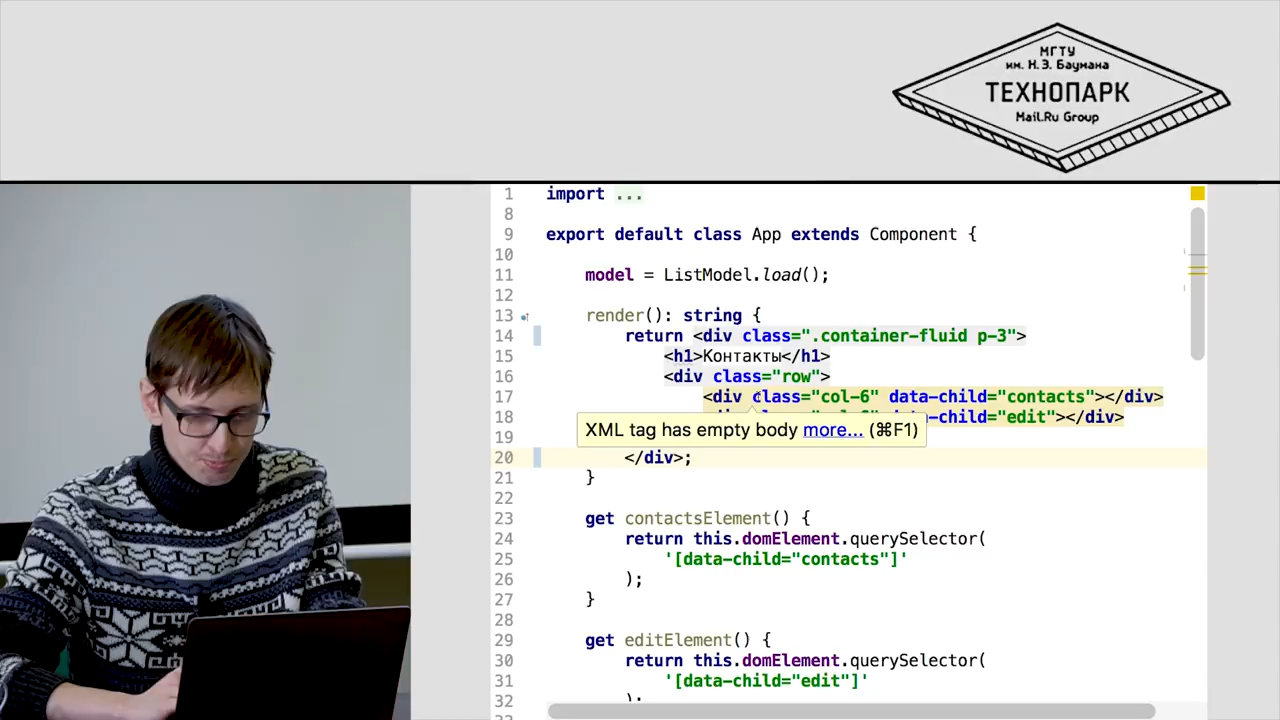 МГТУ
им. Н.Э. Баумана
ТЕХНОПАРК
Mail.Ru Group
1 import ...
8
9 export default class App extends Component {
10
11 model = ListModel.load();
12
13 render(): string {
14 return <div class=".container-fluid p-3">
15 <h1>Контакты</h1>
16 <div class="row">
17 <div class="col-6" data-child="contacts"></div>
18 data-child="edit"></div>
XML tag has empty body more... (⌘F1)
19
20 </div>;
21 }
22
23 get contactsElement() {
24 return this.domElement.querySelector(
25 '[data-child="contacts"]'
26 );
27 }
28
29 get editElement() {
30 return this.domElement.querySelector(
31 '[data-child="edit"]'
32 );